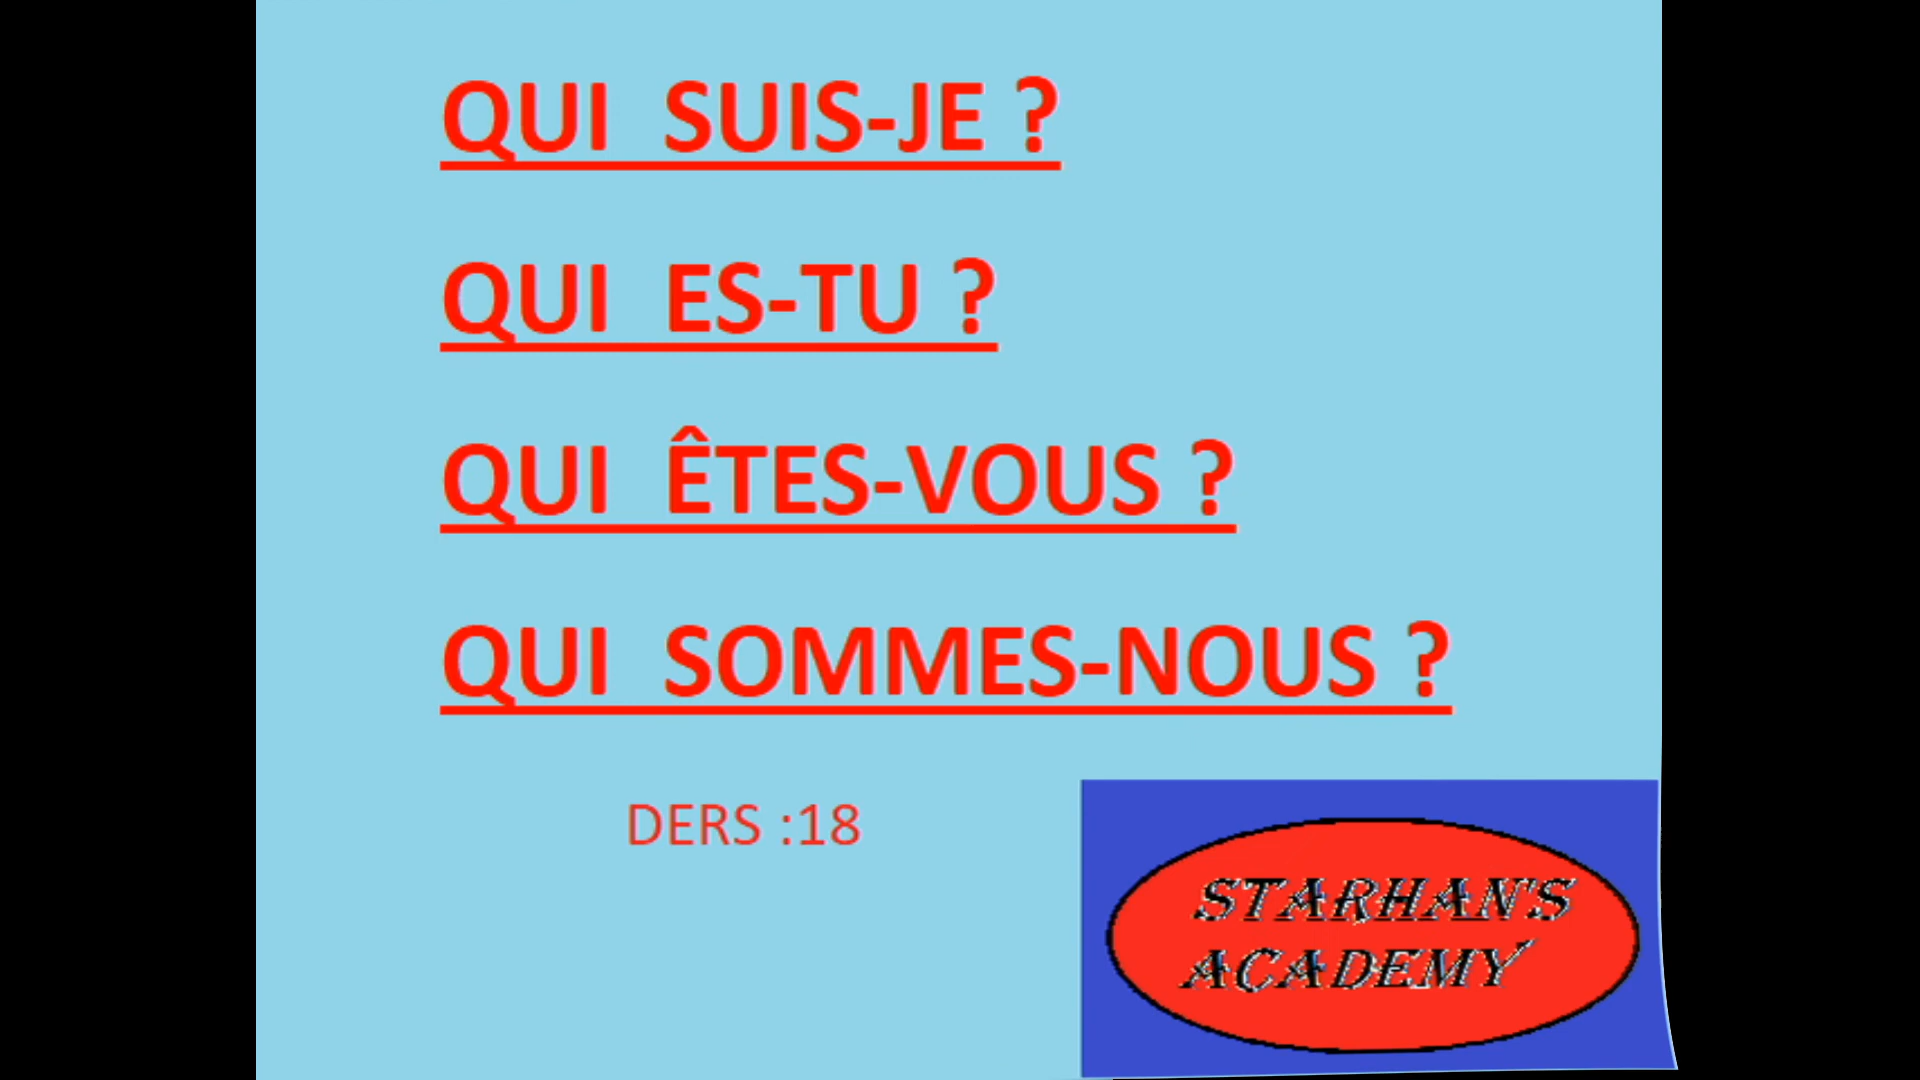 QUI SUIS-JE ?
QUI ES-TU ?
QUI ÊTES-VOUS ?
QUI SOMMES-NOUS ?
DERS :18
STARHAN'S
ACADEMY